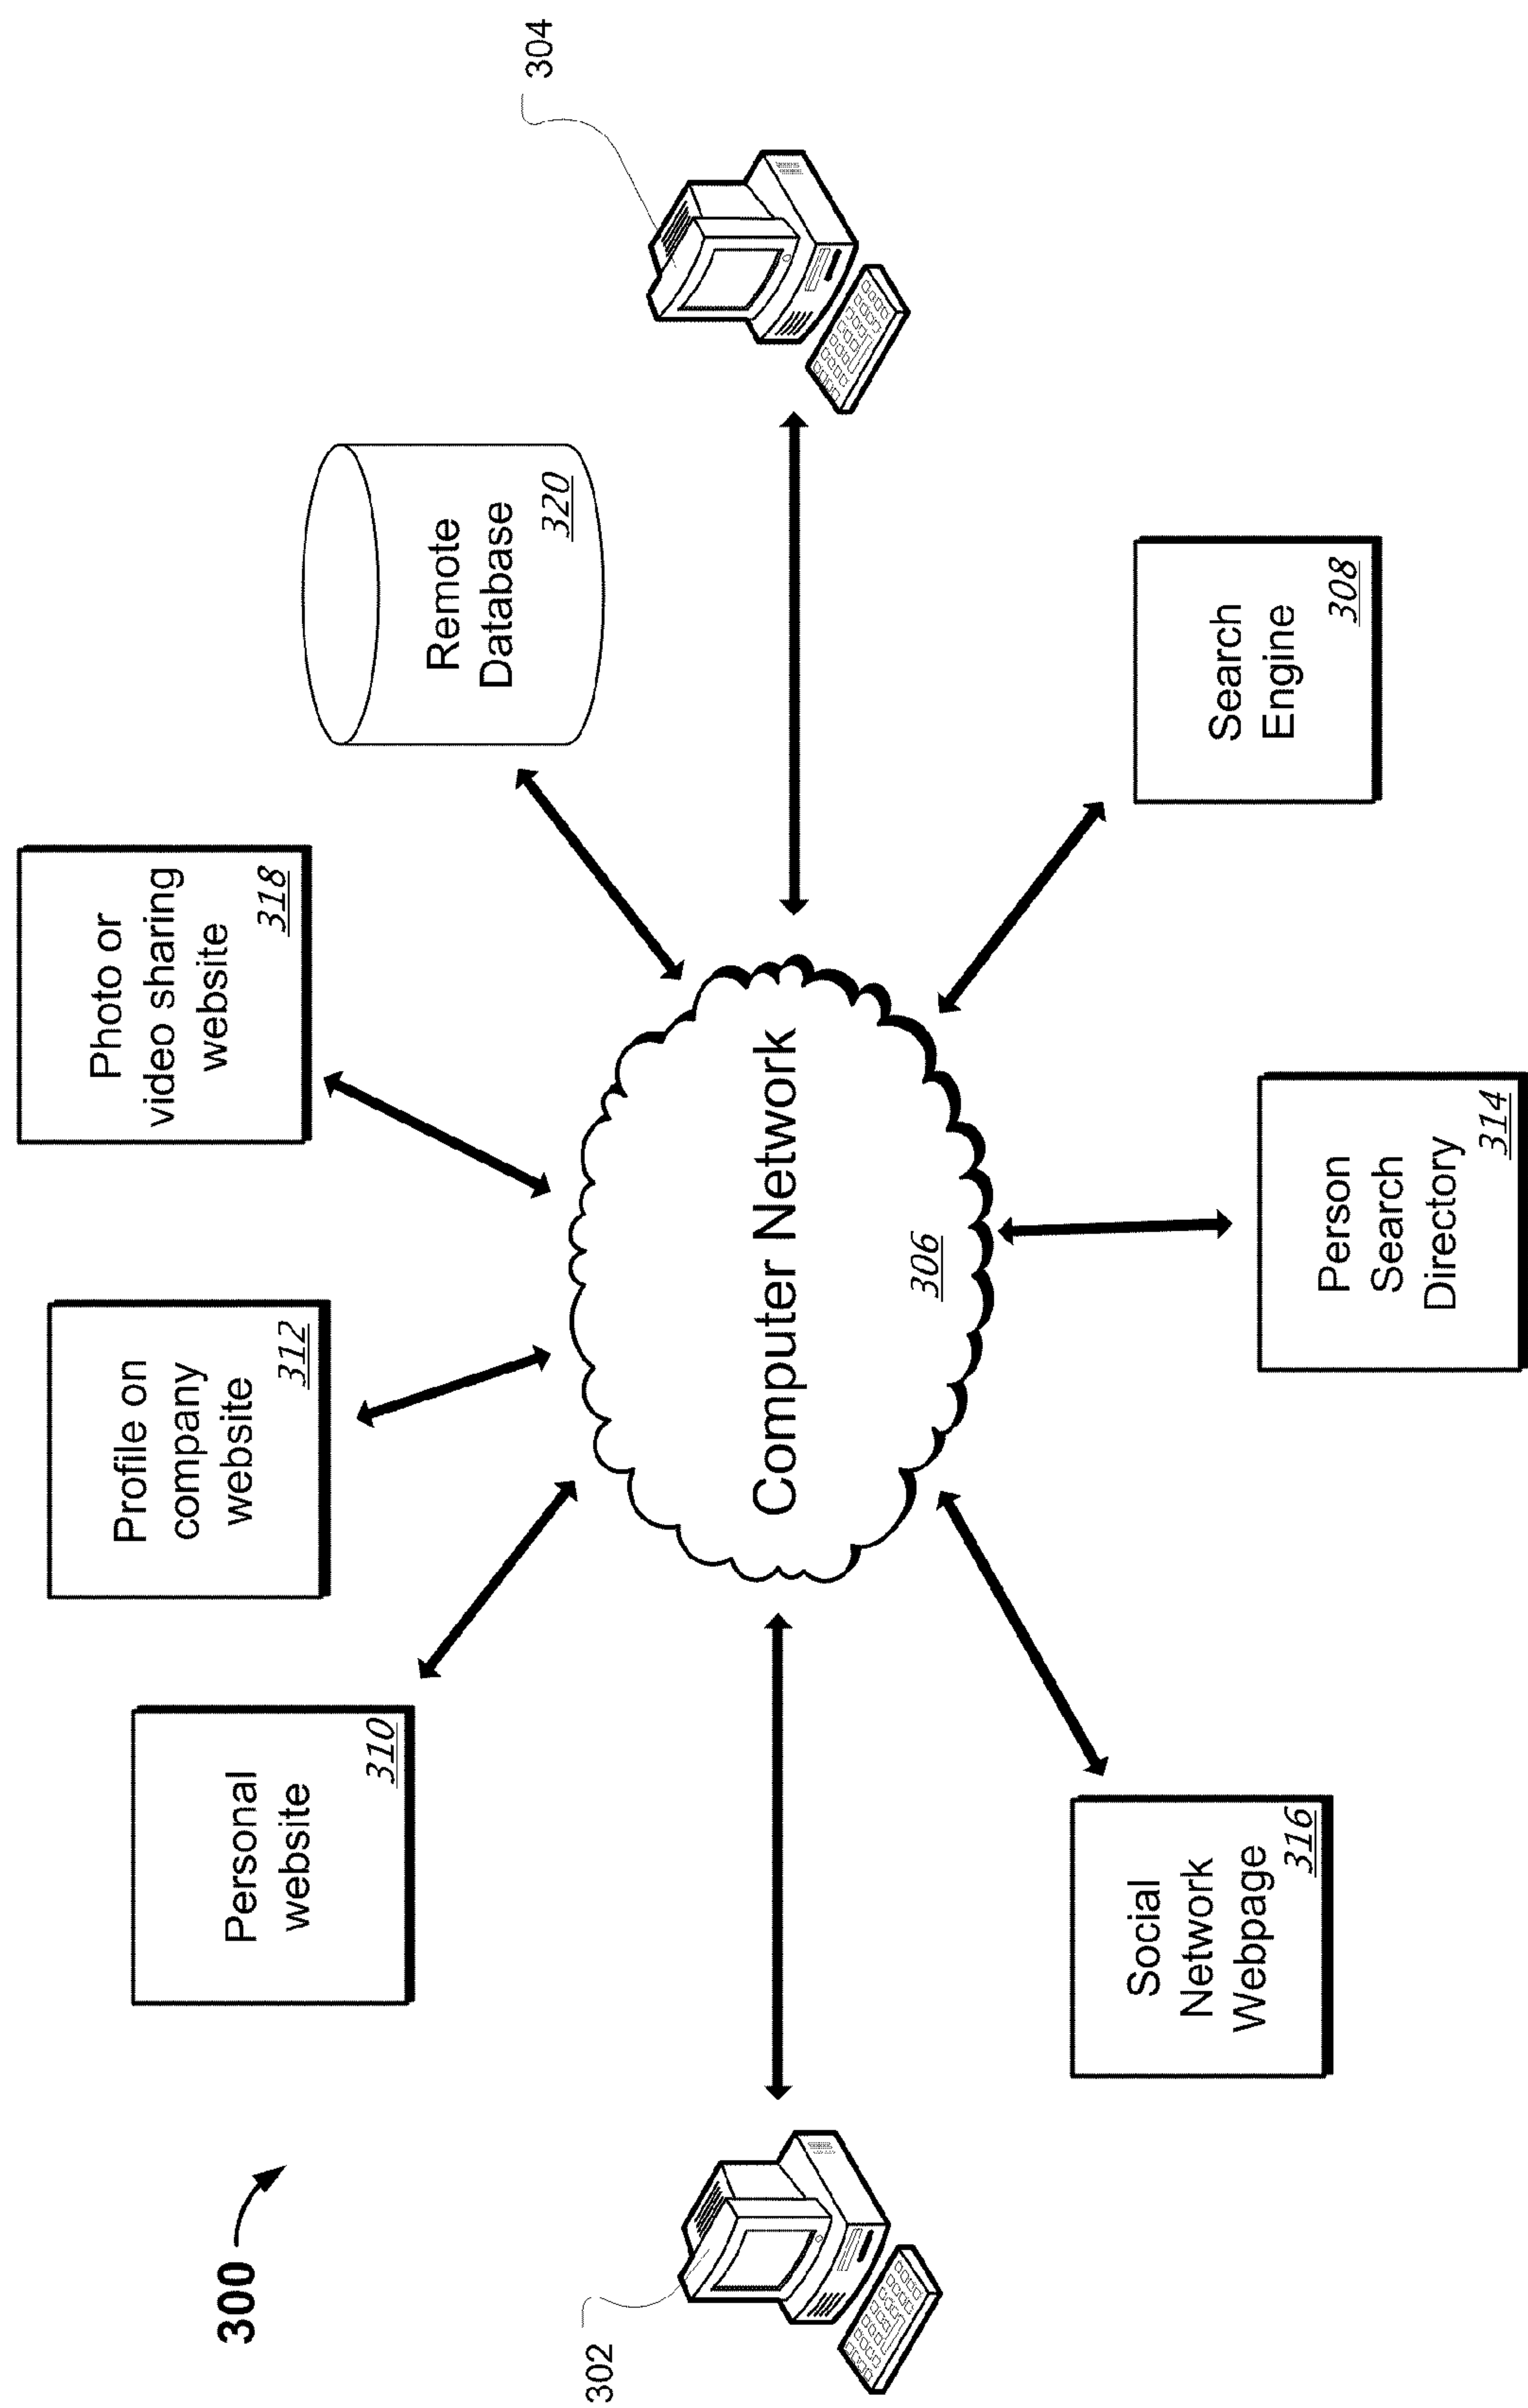 300
Personal
website
310
Profile on
company
website
312
Photo or
video sharing
website
318
Remote
Database
320
304
302
Computer Network
306
Social
Network
Webpage
316
Person
Search
Directory
314
Search
Engine
308